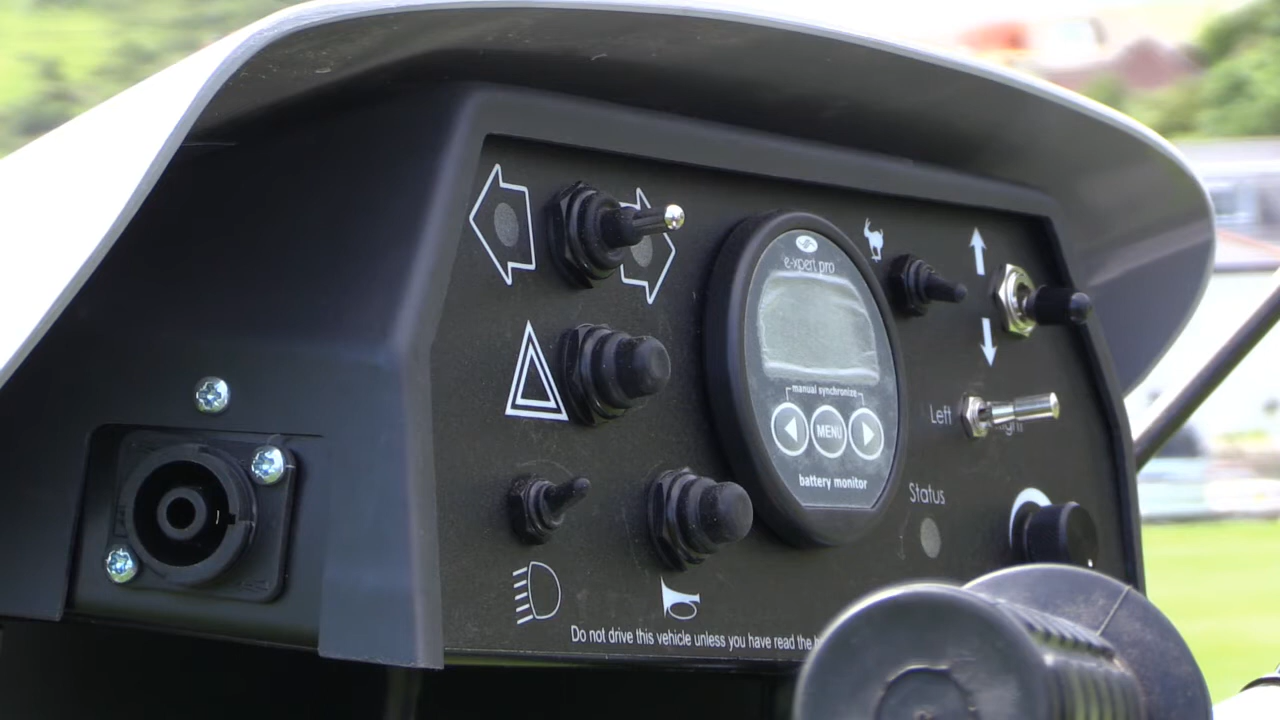 e-xpert pro
manual synchronize
MENU
battery monitor
Left
Status
Do not drive this vehicle unless you have read the